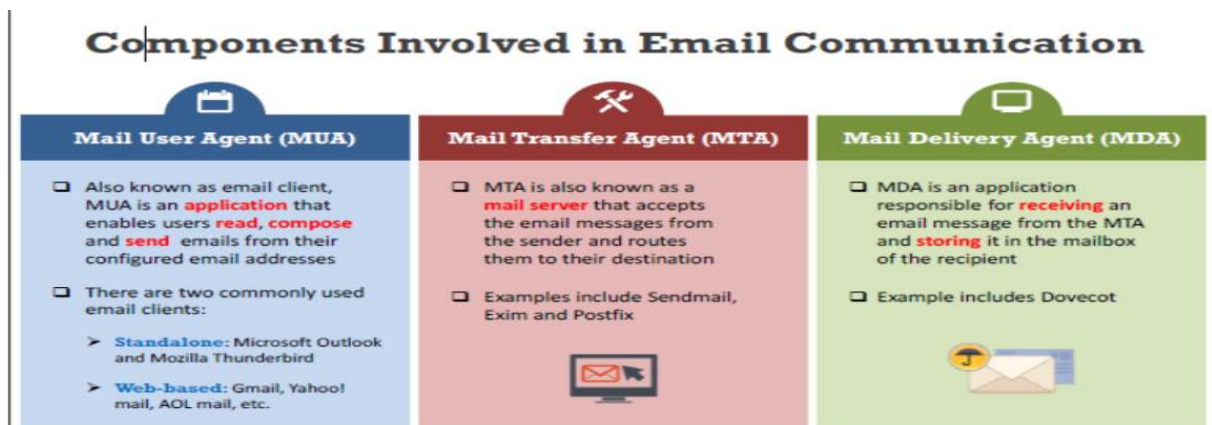 Components Involved in Email Communication
Mail User Agent (MUA)
❑ Also known as email client,
MUA is an application that
enables users read, compose
and send emails from their
configured email addresses
❑ There are two commonly used
email clients:
➢ Standalone: Microsoft Outlook
and Mozilla Thunderbird
➢ Web-based: Gmail, Yahoo!
mail, AOL mail, etc.
Mail Transfer Agent (MTA)
❑ MTA is also known as a
mail server that accepts
the email messages from
the sender and routes
them to their destination
❑ Examples include Sendmail,
Exim and Postfix
Mail Delivery Agent (MDA)
❑ MDA is an application
responsible for receiving an
email message from the MTA
and storing it in the mailbox
of the recipient
❑ Example includes Dovecot